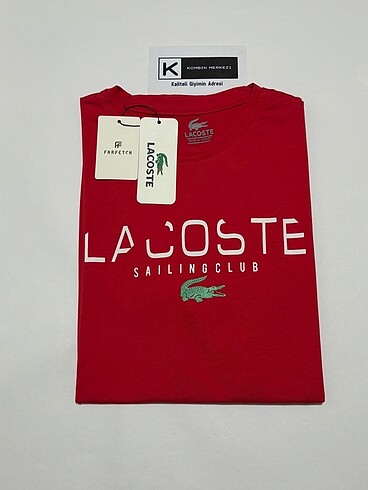 K
KOMBİN MERKEZİ
Kaliteli Giyimin Adresi
LACOSTE
FARFETCH
LACOSTE
LACOSTE
SAILINGCLUB